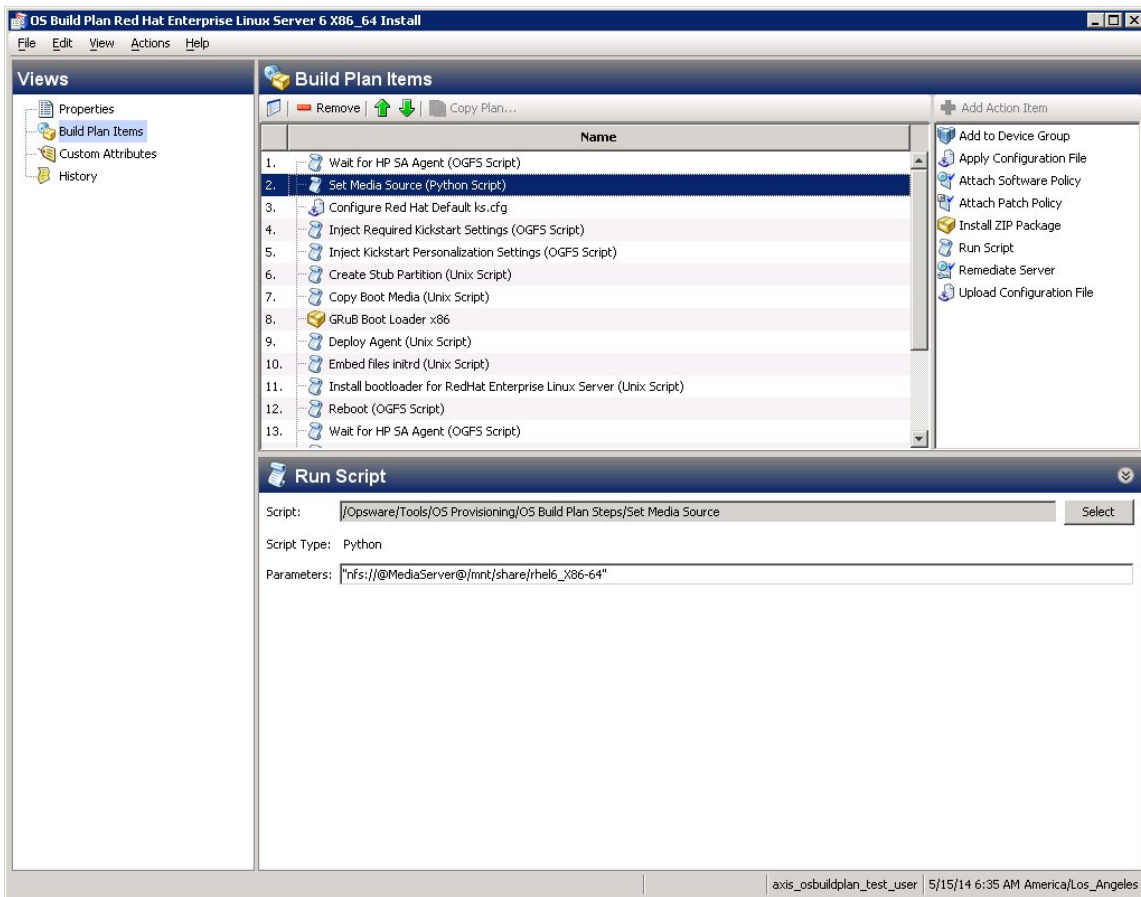 OS Build Plan Red Hat Enterprise Linux Server 6 X86_64 Install
File Edit View Actions Help
Views
Properties
Build Plan Items
Custom Attributes
History
Build Plan Items
Remove Copy Plan...
Name
1. Wait for HP SA Agent (OGFS Script)
2. Set Media Source (Python Script)
3. Configure Red Hat Default ks.cfg
4. Inject Required Kickstart Settings (OGFS Script)
5. Inject Kickstart Personalization Settings (OGFS Script)
6. Create Stub Partition (Unix Script)
7. Copy Boot Media (Unix Script)
8. GRuB Boot Loader x86
9. Deploy Agent (Unix Script)
10. Embed files initrd (Unix Script)
11. Install bootloader for RedHat Enterprise Linux Server (Unix Script)
12. Reboot (OGFS Script)
13. Wait for HP SA Agent (OGFS Script)
Add Action Item
Add to Device Group
Apply Configuration File
Attach Software Policy
Attach Patch Policy
Install ZIP Package
Run Script
Remediate Server
Upload Configuration File
Run Script
Script: /Opsware/Tools/OS Provisioning/OS Build Plan Steps/Set Media Source Select
Script Type: Python
Parameters: "nfs://@MediaServer@/mnt/share/rhel6_X86-64"
axis_osbuildplan_test_user 5/15/14 6:35 AM America/Los_Angeles